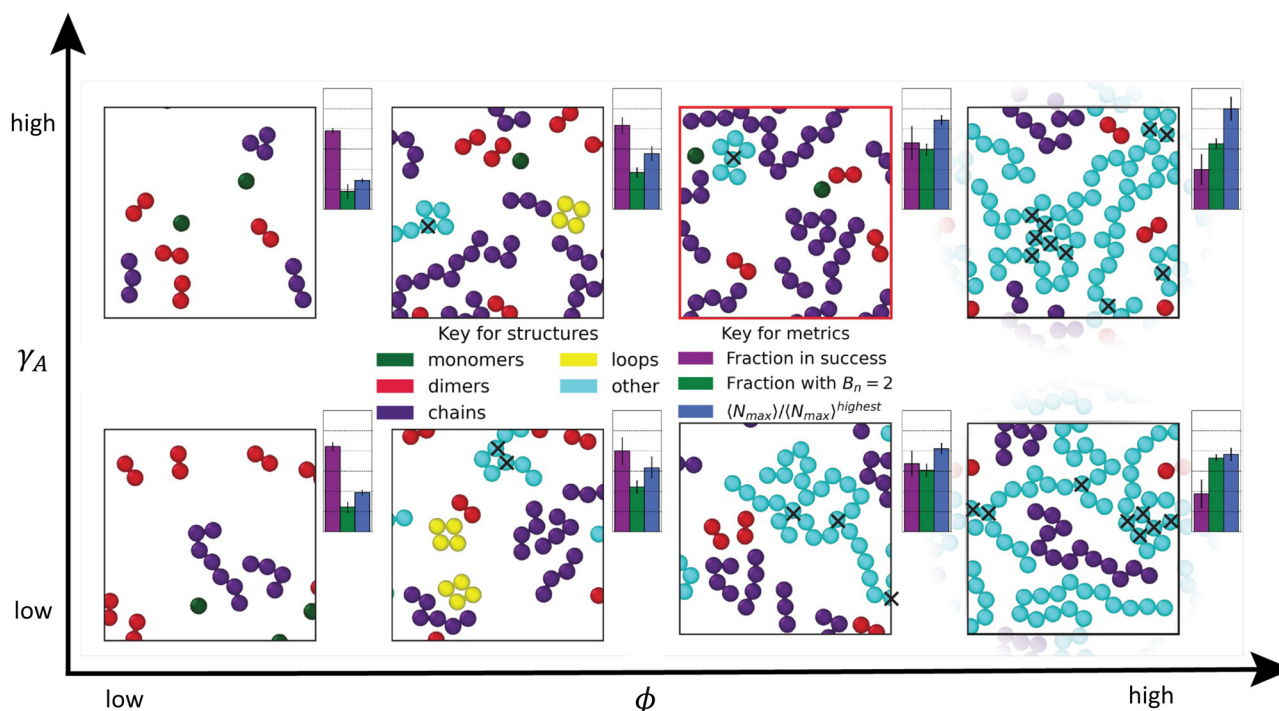 high
γ_A
Key for structures
monomers
dimers
chains
loops
other
Key for metrics
Fraction in success
Fraction with B_n = 2
⟨N_max⟩/⟨N_max⟩^highest
low
low
ϕ
high